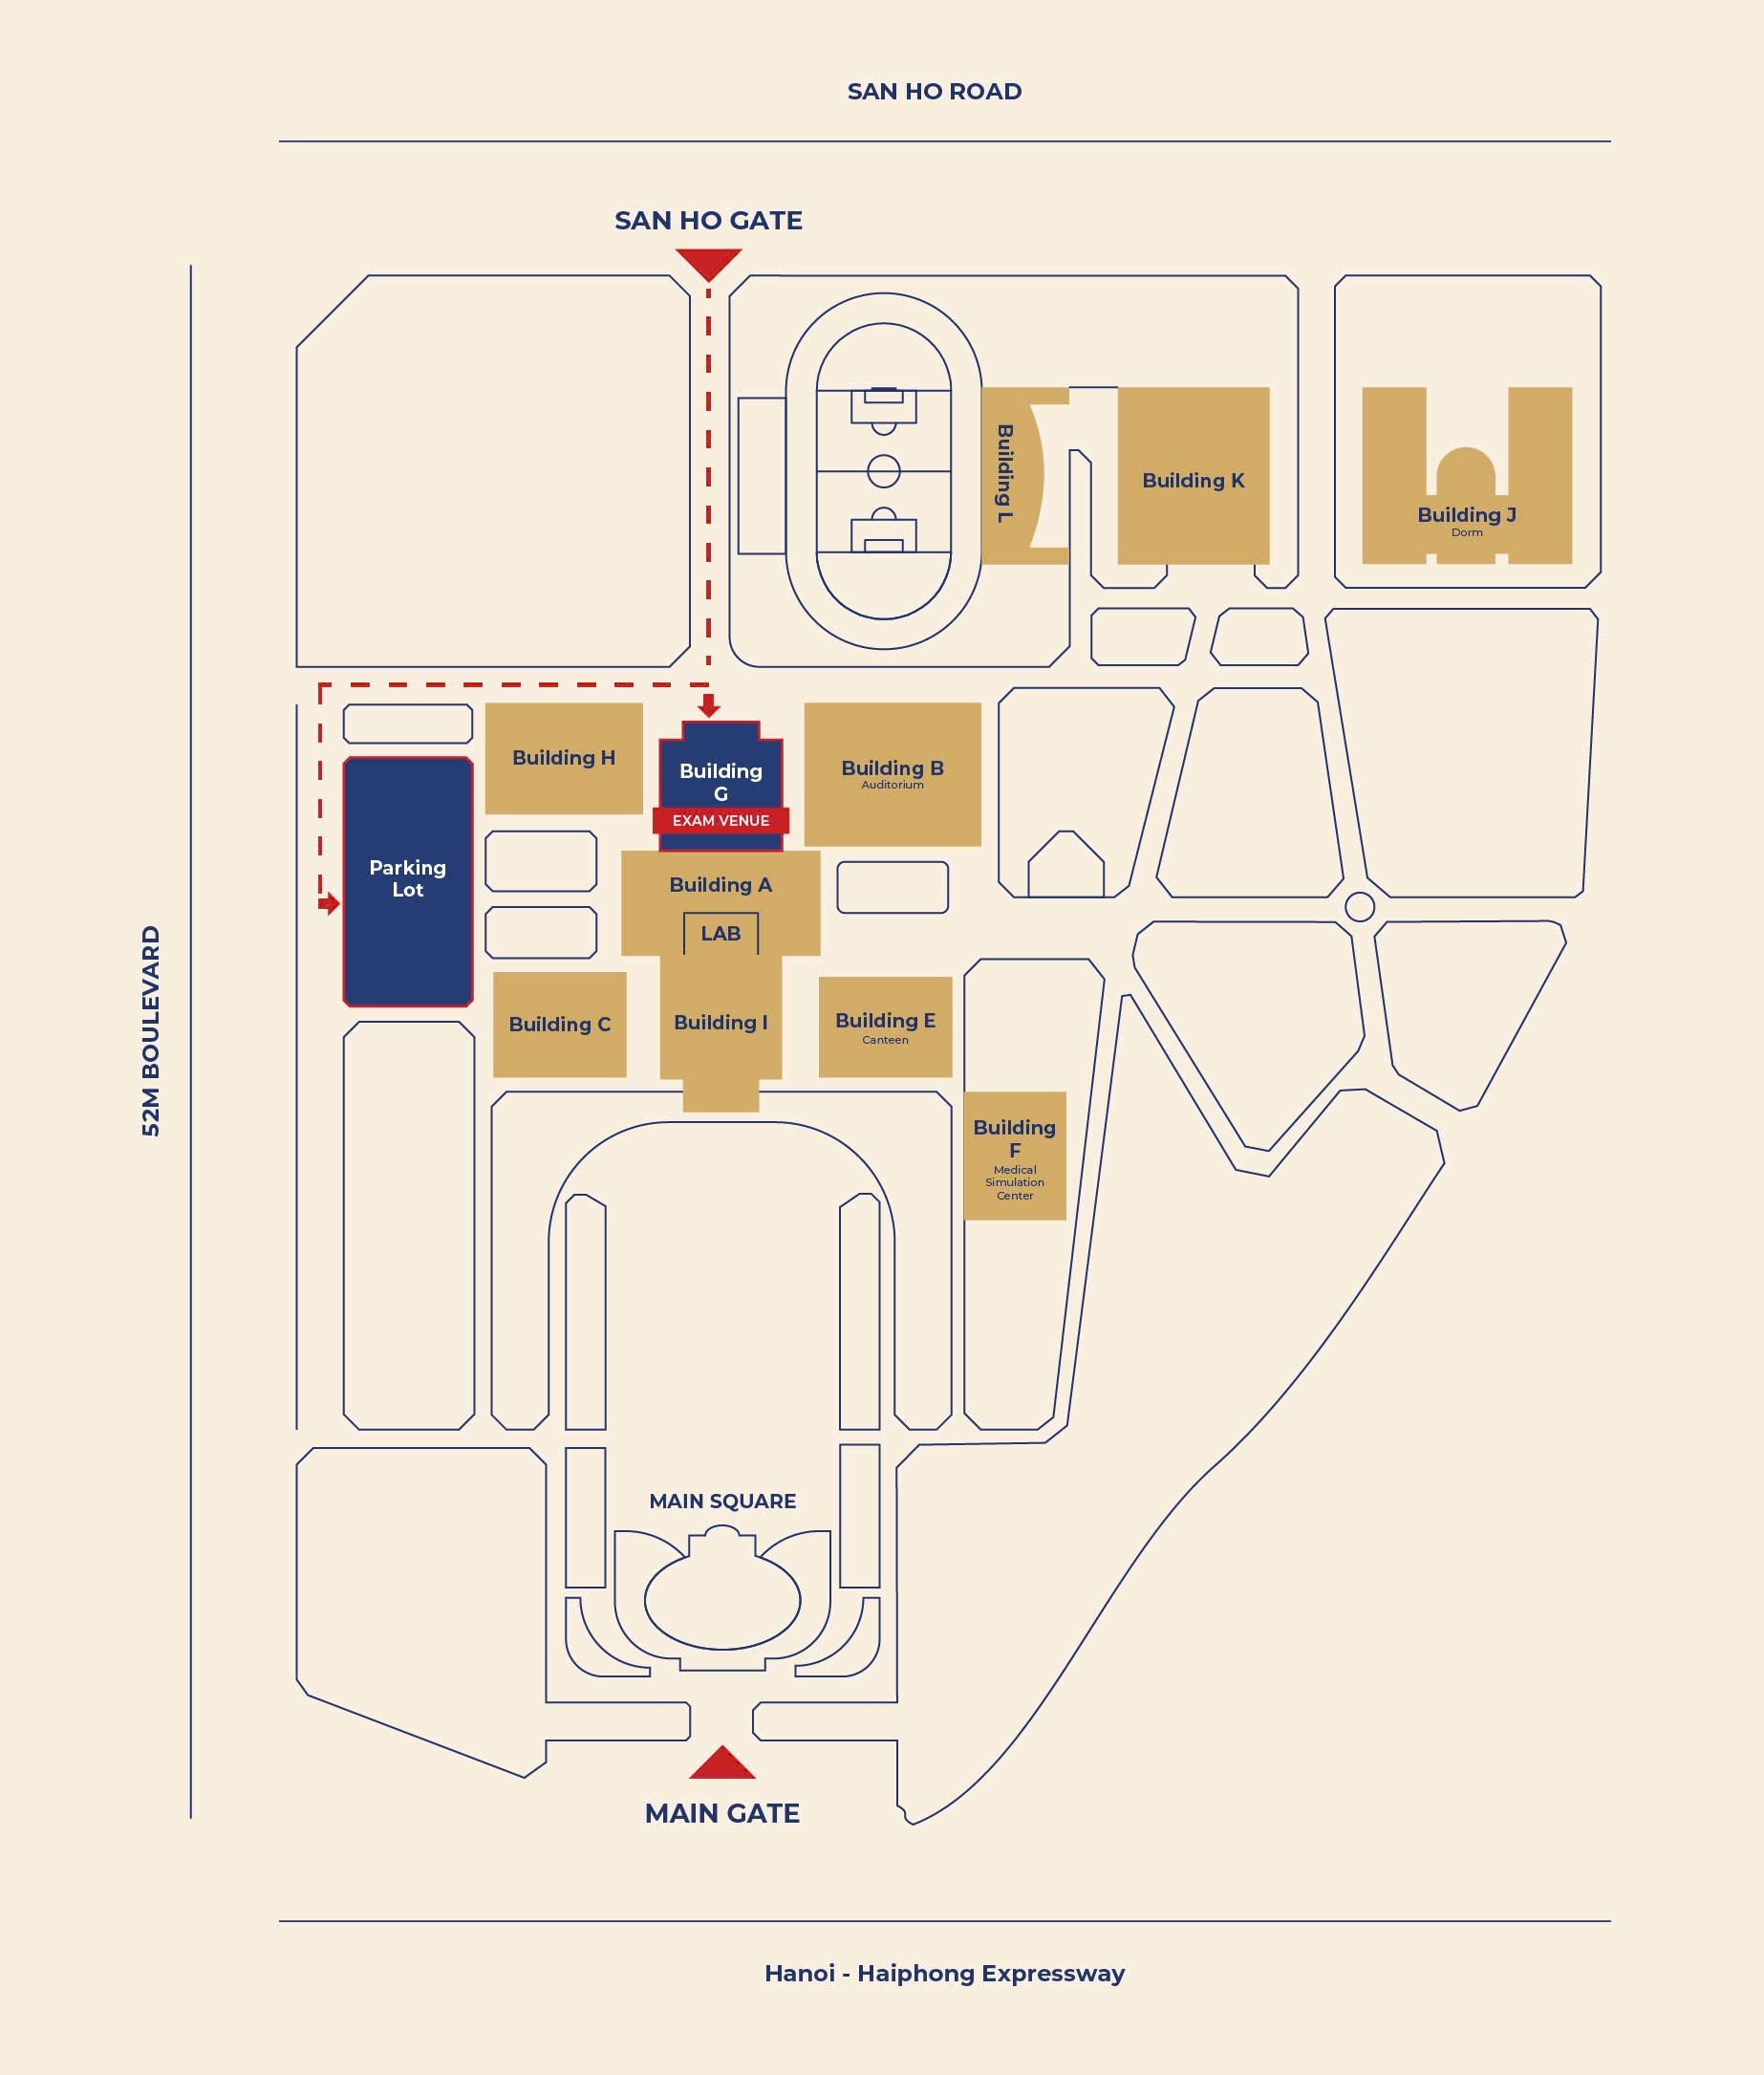 SAN HO ROAD
SAN HO GATE
Building L
Building K
Building J
Dorm
Building H
Building
G
EXAM VENUE
Building B
Auditorium
Parking
Lot
Building A
LAB
52M BOULEVARD
Building C
Building I
Building E
Canteen
Building
F
Medical
Simulation
Center
MAIN SQUARE
MAIN GATE
Hanoi - Haiphong Expressway